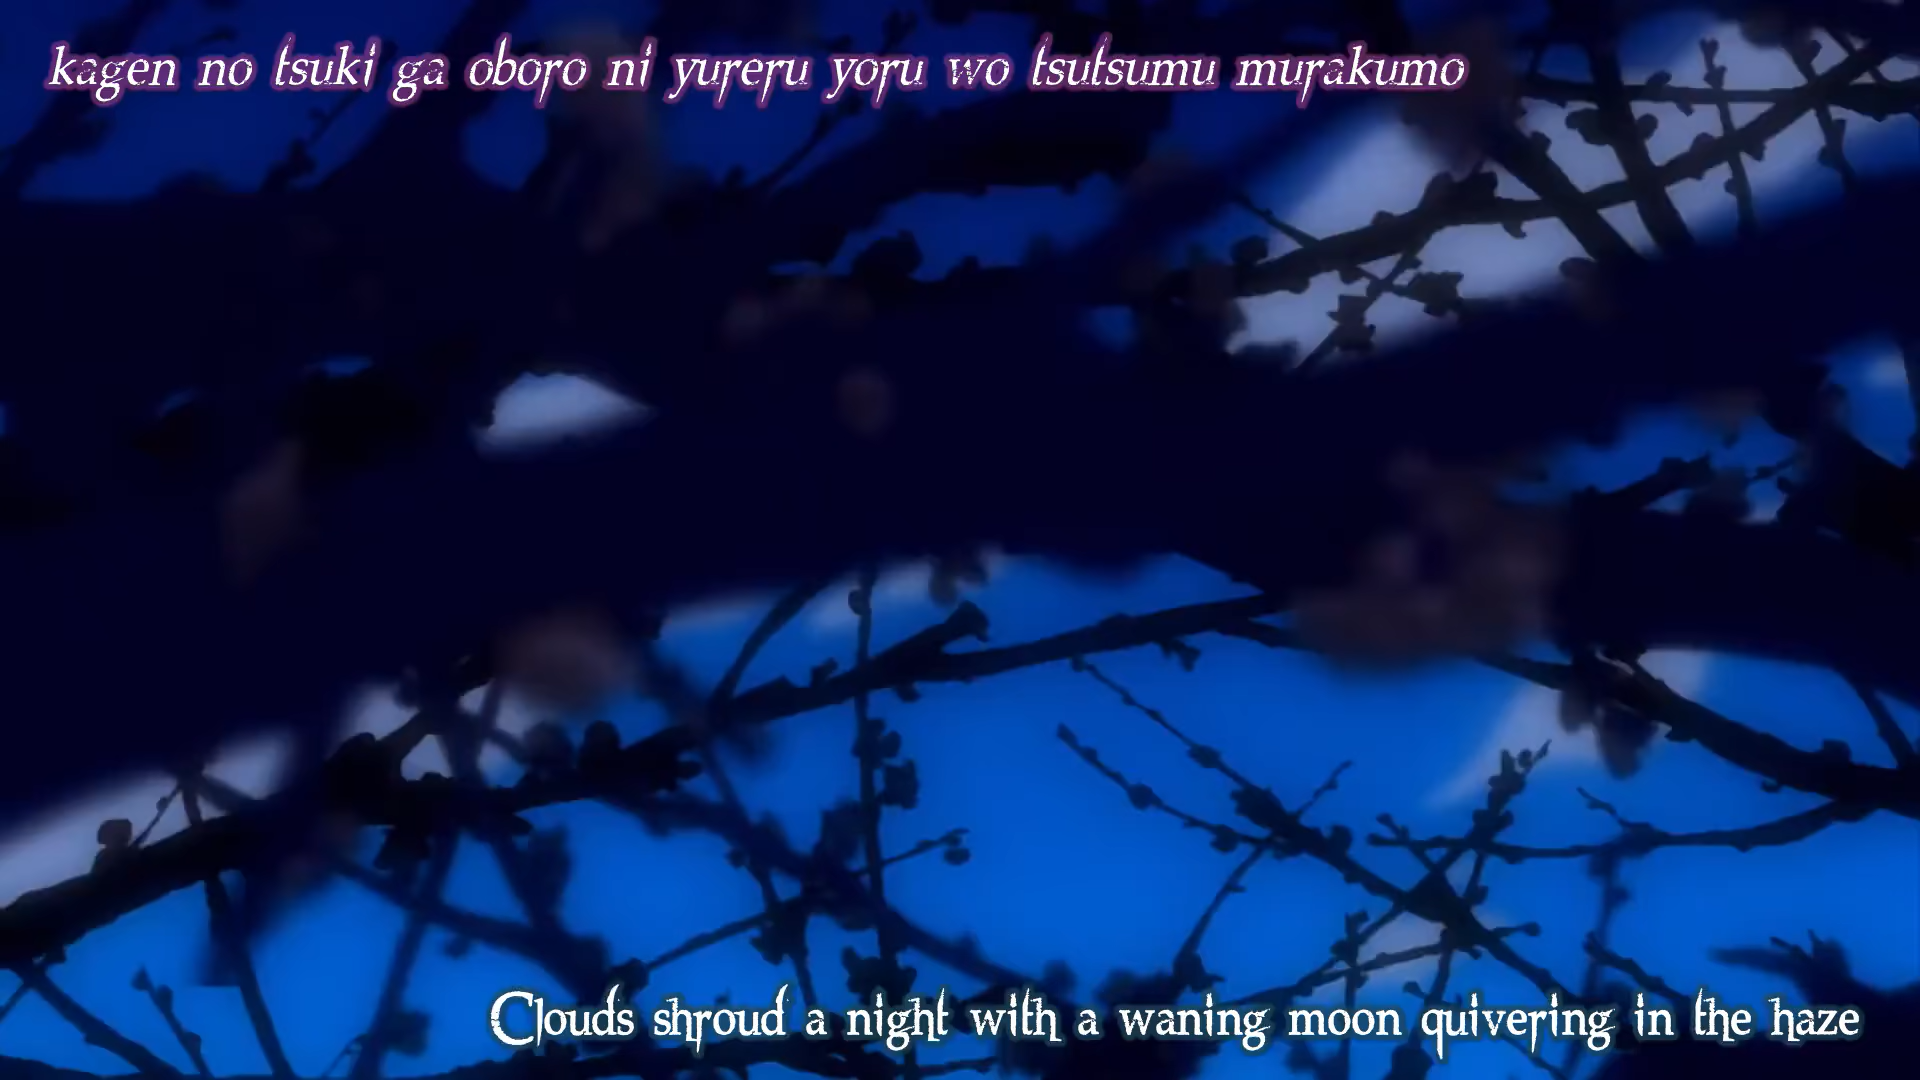 kagen no tsuki ga oboro ni yureru yoru wo tsutsumu murakumo
Clouds shroud a night with a waning moon quivering in the haze